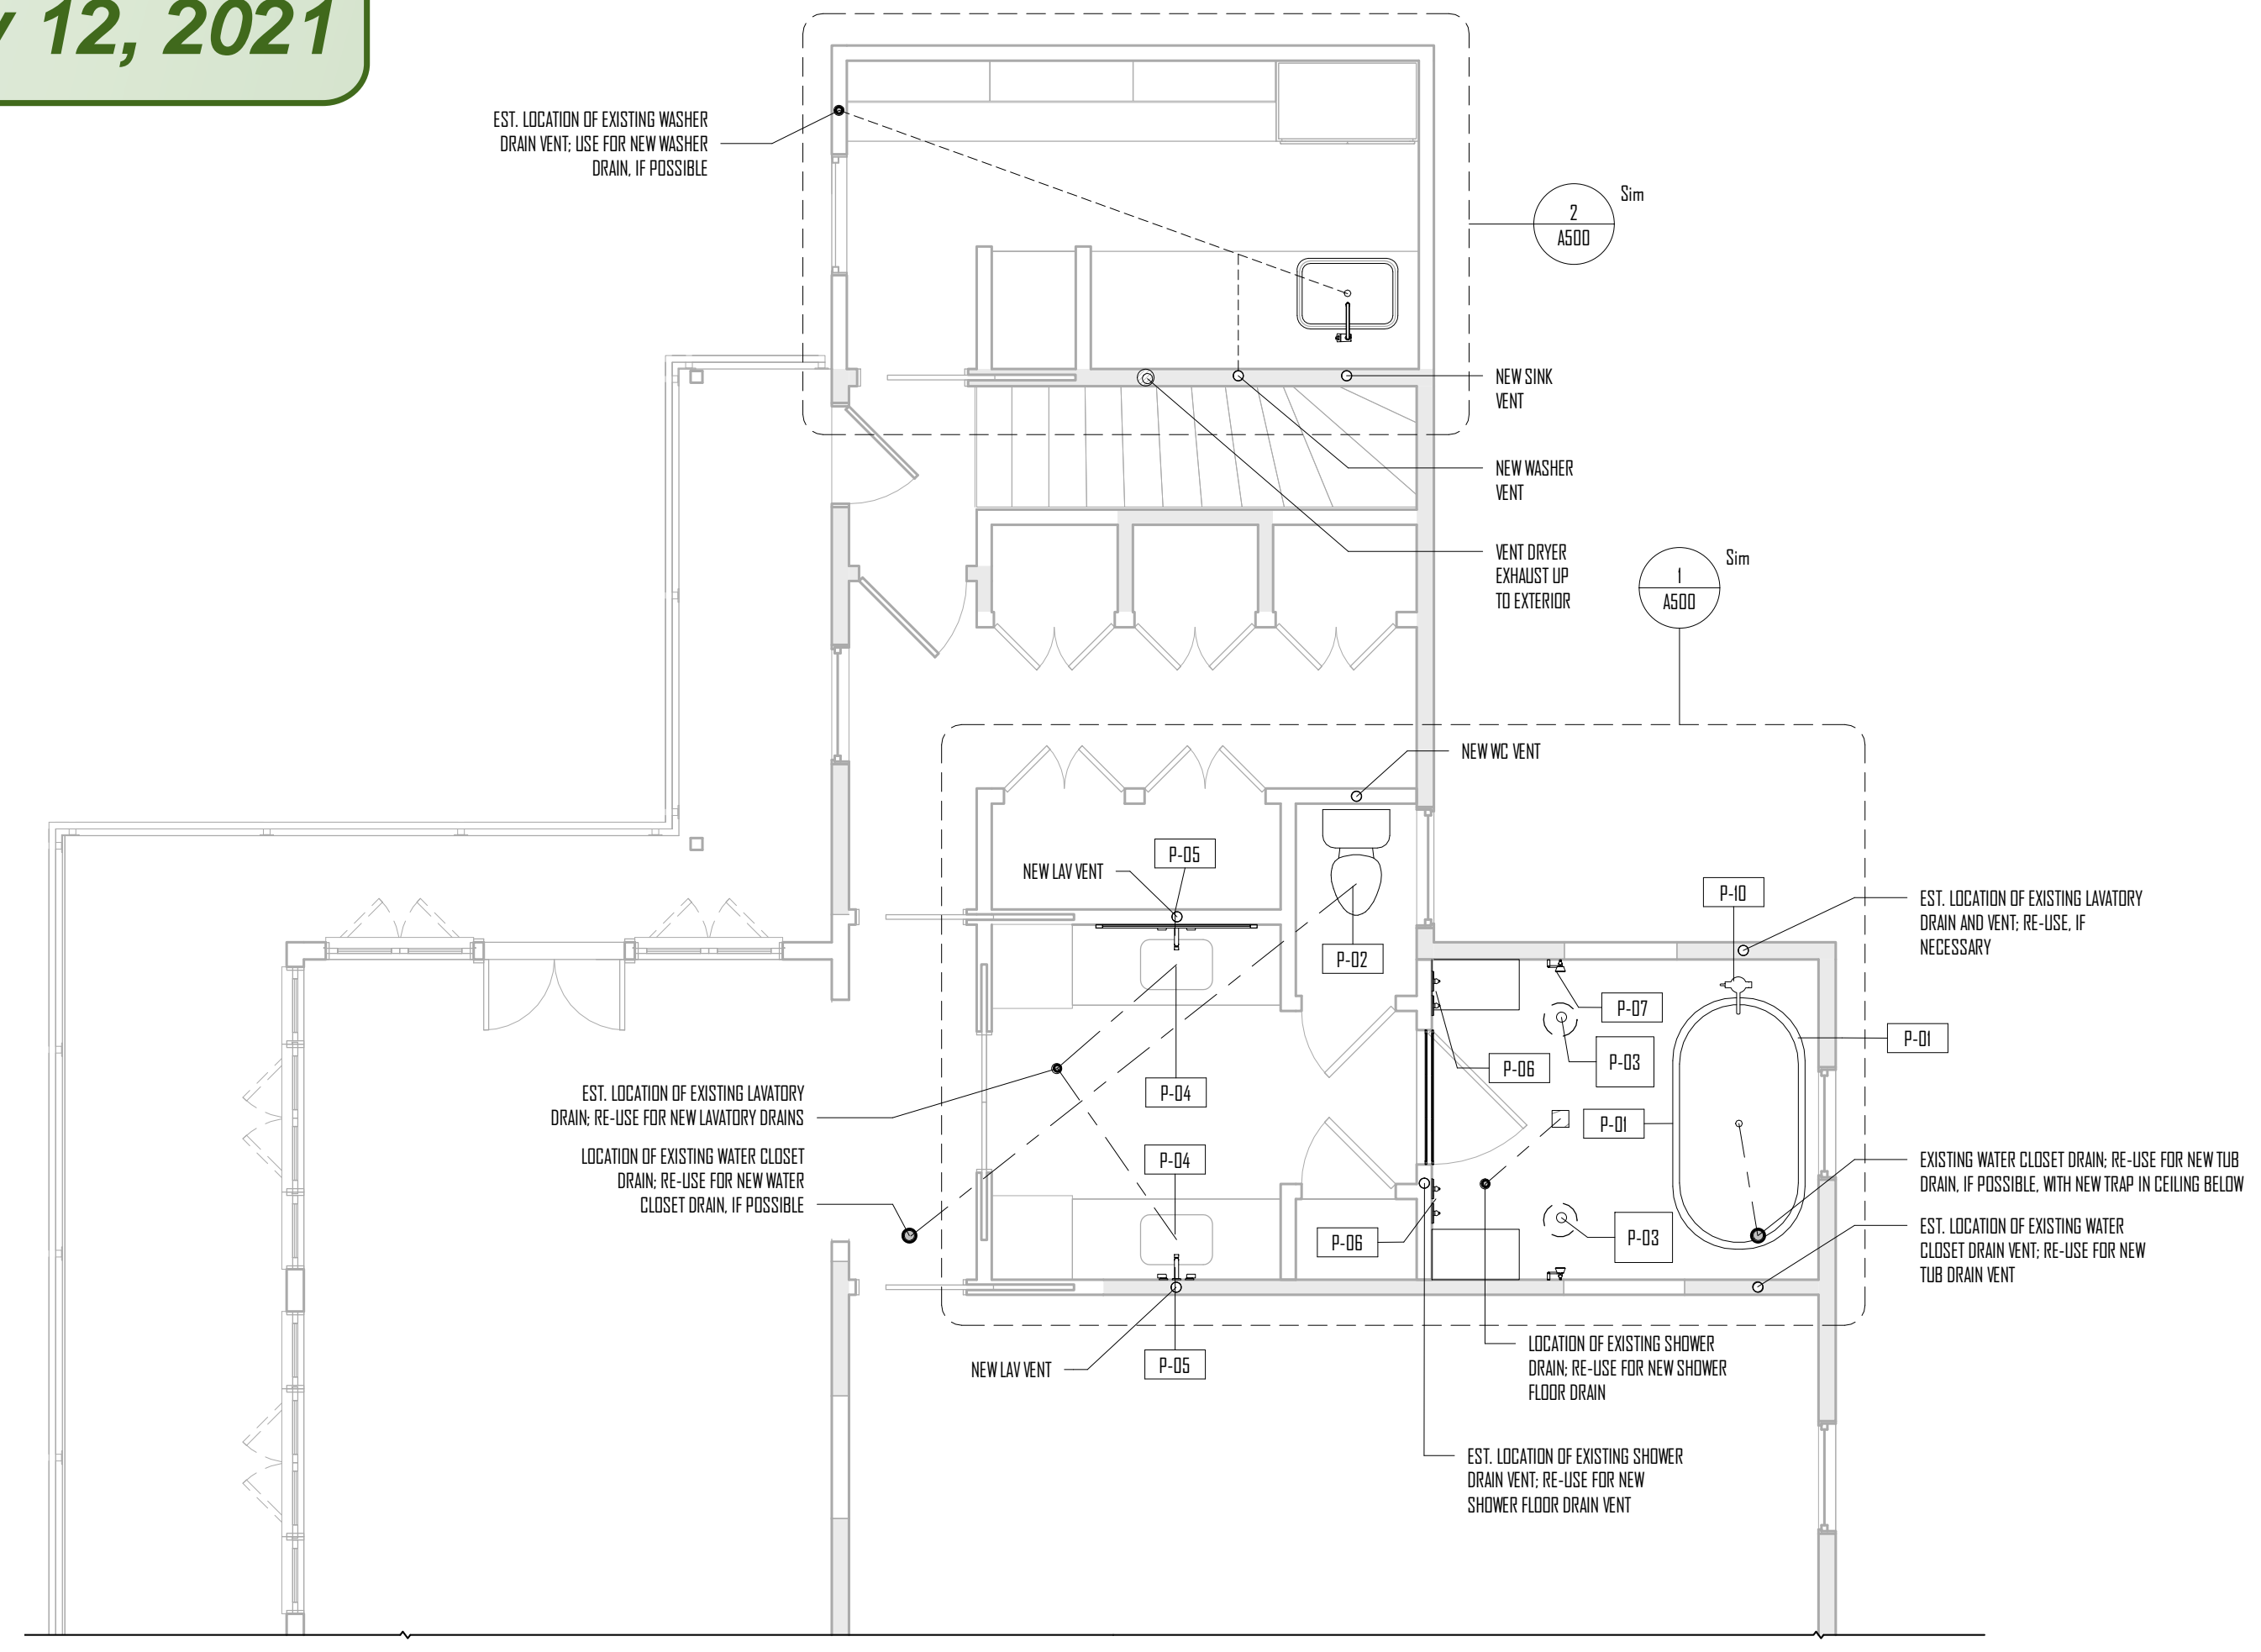 12, 2021
EST. LOCATION OF EXISTING WASHER
DRAIN VENT; USE FOR NEW WASHER
DRAIN, IF POSSIBLE
2
A500
Sim
NEW SINK
VENT
NEW WASHER
VENT
VENT DRYER
EXHAUST UP
TO EXTERIOR
1
A500
Sim
NEW WC VENT
P-05
NEW LAV VENT
P-02
P-10
EST. LOCATION OF EXISTING LAVATORY
DRAIN AND VENT; RE-USE, IF
NECESSARY
P-07
P-01
P-03
P-06
P-04
P-01
EST. LOCATION OF EXISTING LAVATORY
DRAIN; RE-USE FOR NEW LAVATORY DRAINS
LOCATION OF EXISTING WATER CLOSET
DRAIN; RE-USE FOR NEW WATER
CLOSET DRAIN, IF POSSIBLE
P-04
P-06
P-03
EXISTING WATER CLOSET DRAIN; RE-USE FOR NEW TUB
DRAIN, IF POSSIBLE, WITH NEW TRAP IN CEILING BELOW
EST. LOCATION OF EXISTING WATER
CLOSET DRAIN VENT; RE-USE FOR NEW
TUB DRAIN VENT
NEW LAV VENT
P-05
LOCATION OF EXISTING SHOWER
DRAIN; RE-USE FOR NEW SHOWER
FLOOR DRAIN
EST. LOCATION OF EXISTING SHOWER
DRAIN VENT; RE-USE FOR NEW
SHOWER FLOOR DRAIN VENT